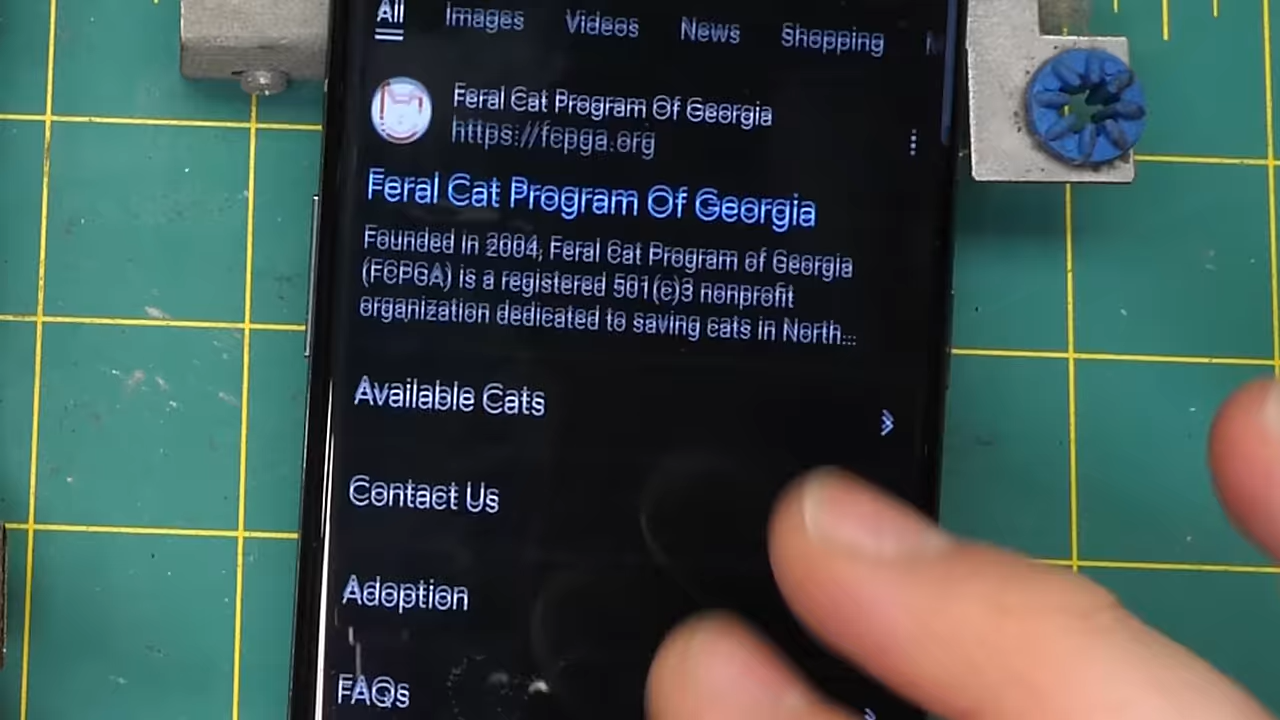 All Images Videos News Shopping
Feral Cat Program Of Georgia
https://fcpga.org
Feral Cat Program Of Georgia
Founded in 2004, Feral Cat Program of Georgia
(FCPGA) is a registered 501(c)3 nonprofit
organization dedicated to saving cats in North...
Available Cats
Contact Us
Adoption
FAQs